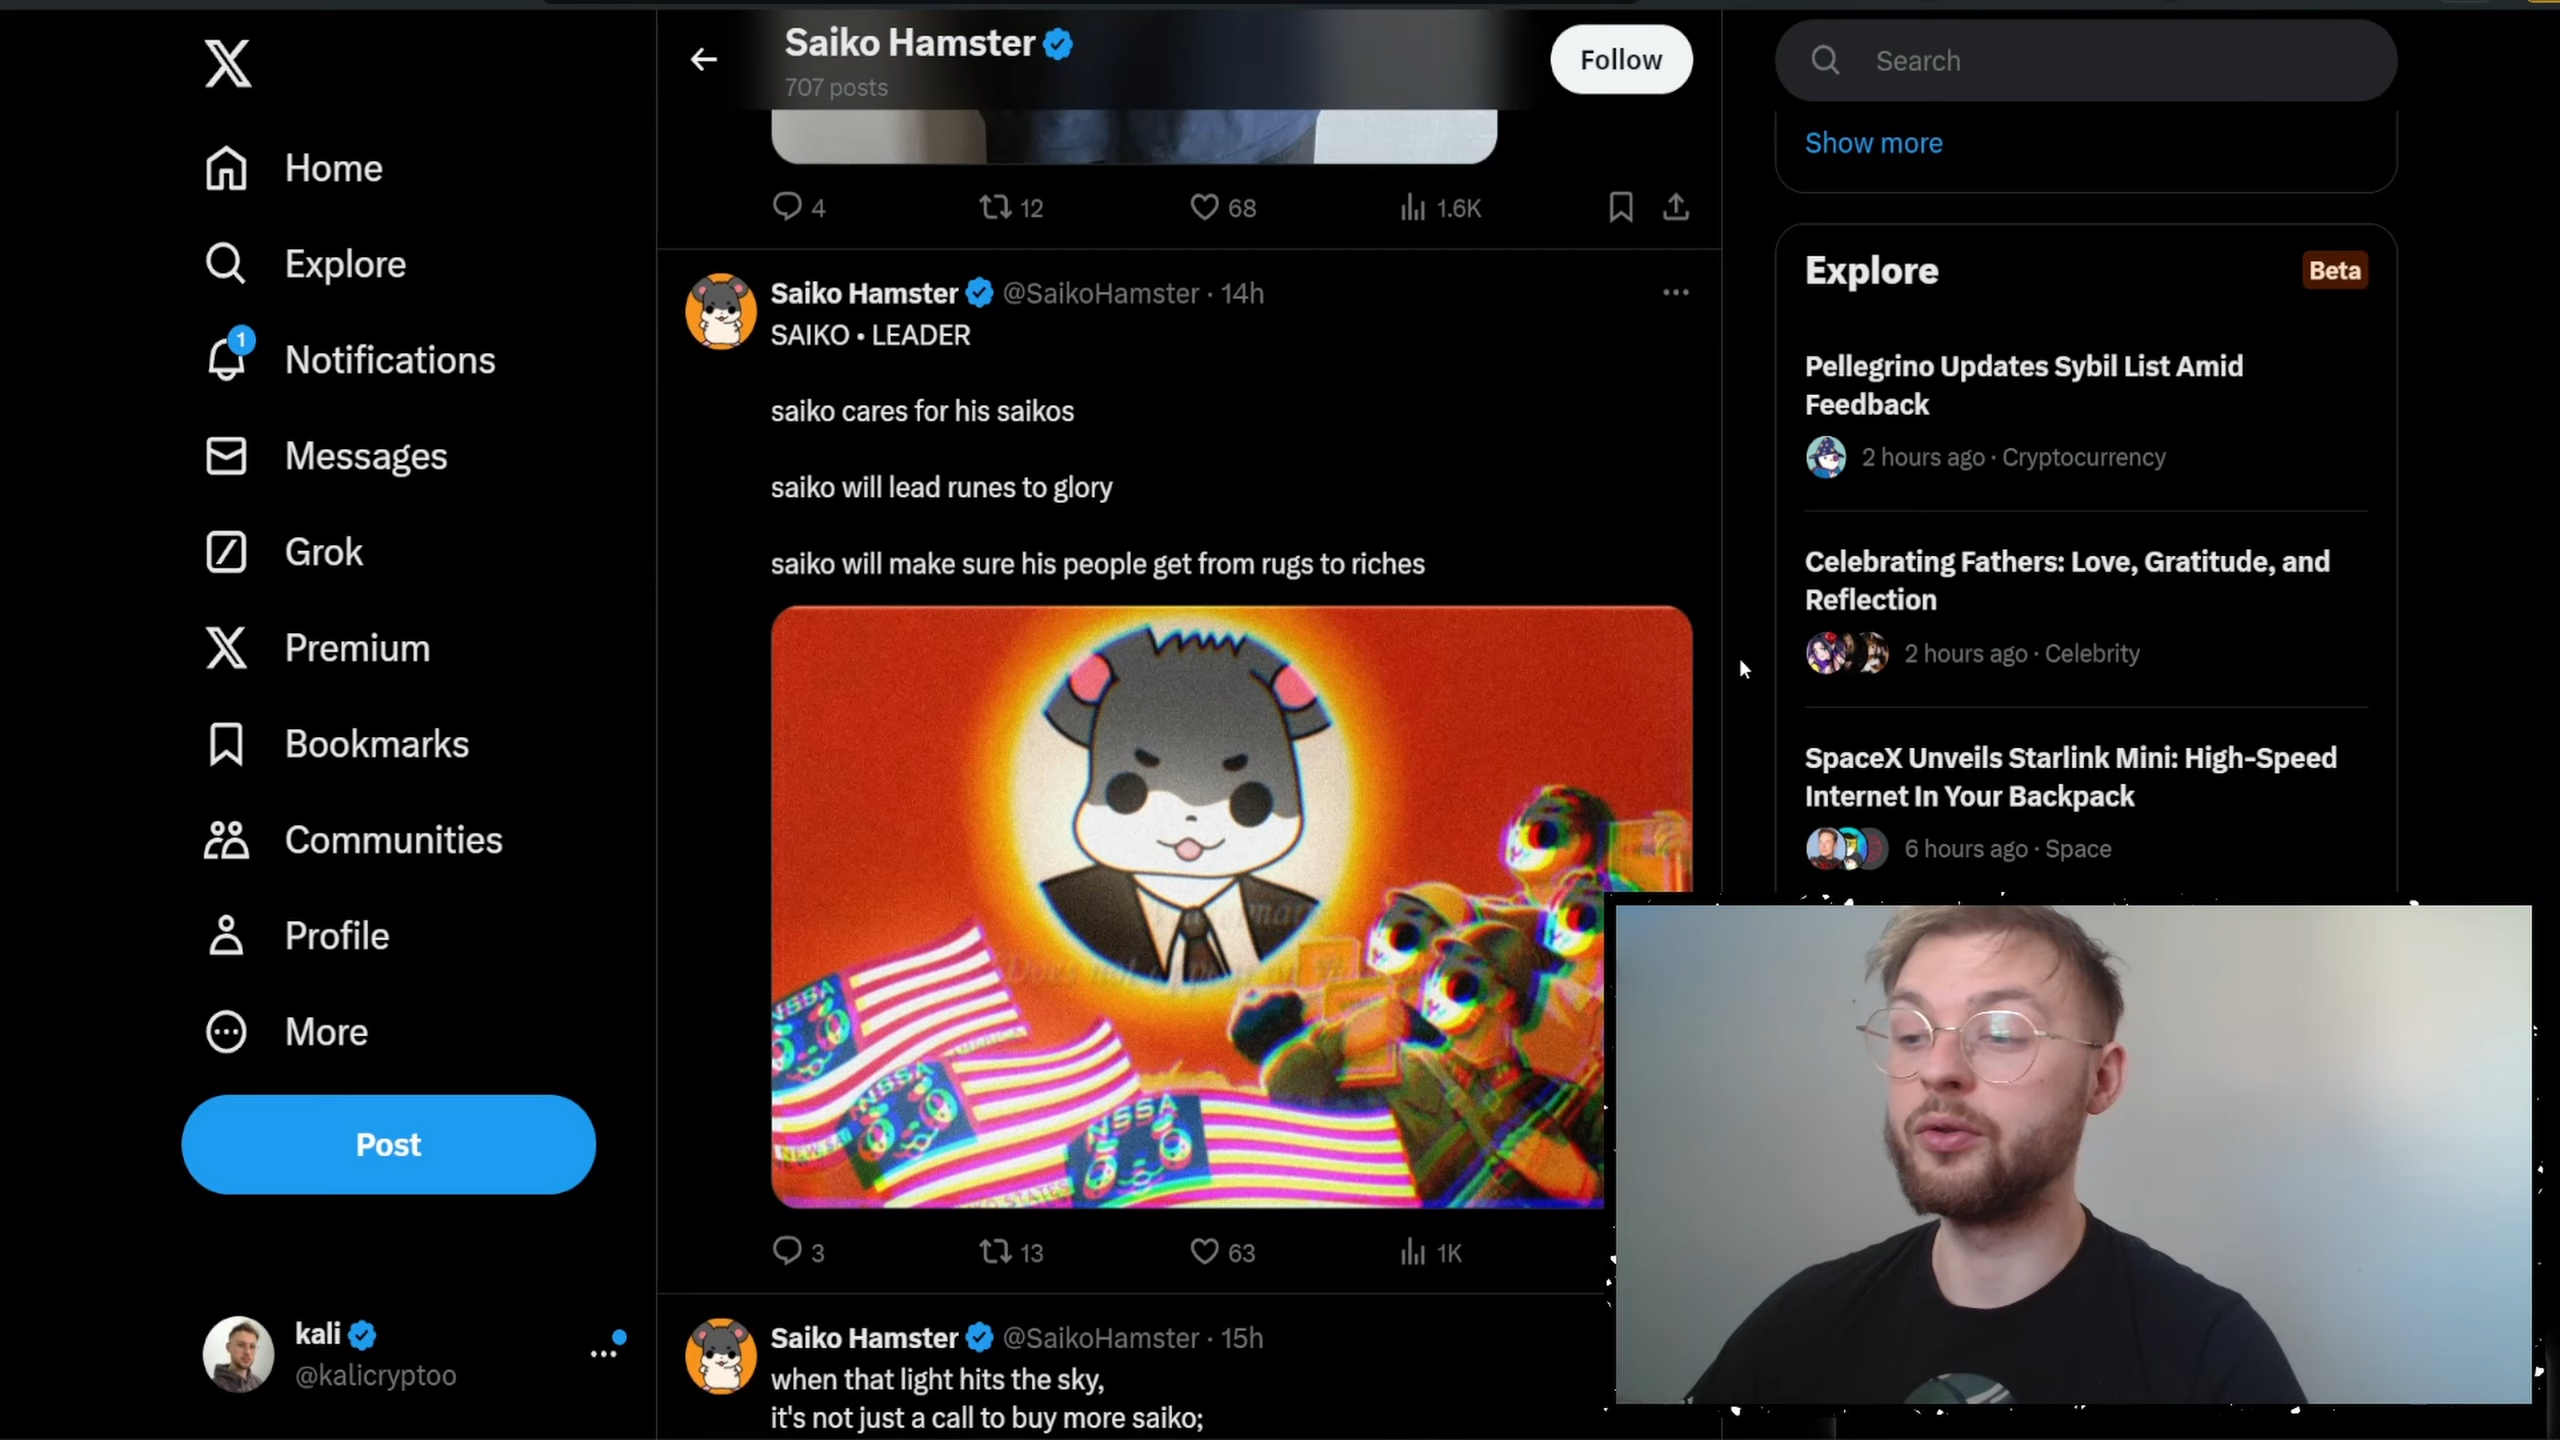 Saiko Hamster
707 posts
Follow
Search
Show more
Home
Explore
1
Notifications
Messages
Grok
Premium
Bookmarks
Communities
Profile
More
Post
kali
@kalicryptoo
4
12
68
1.6K
Saiko Hamster @SaikoHamster · 14h
SAIKO • LEADER
saiko cares for his saikos
saiko will lead runes to glory
saiko will make sure his people get from rugs to riches
NSSA
NSSA
NSSA
3
13
63
1K
Saiko Hamster @SaikoHamster · 15h
when that light hits the sky,
it's not just a call to buy more saiko;
Explore
Beta
Pellegrino Updates Sybil List Amid
Feedback
2 hours ago · Cryptocurrency
Celebrating Fathers: Love, Gratitude, and
Reflection
2 hours ago · Celebrity
SpaceX Unveils Starlink Mini: High-Speed
Internet In Your Backpack
6 hours ago · Space